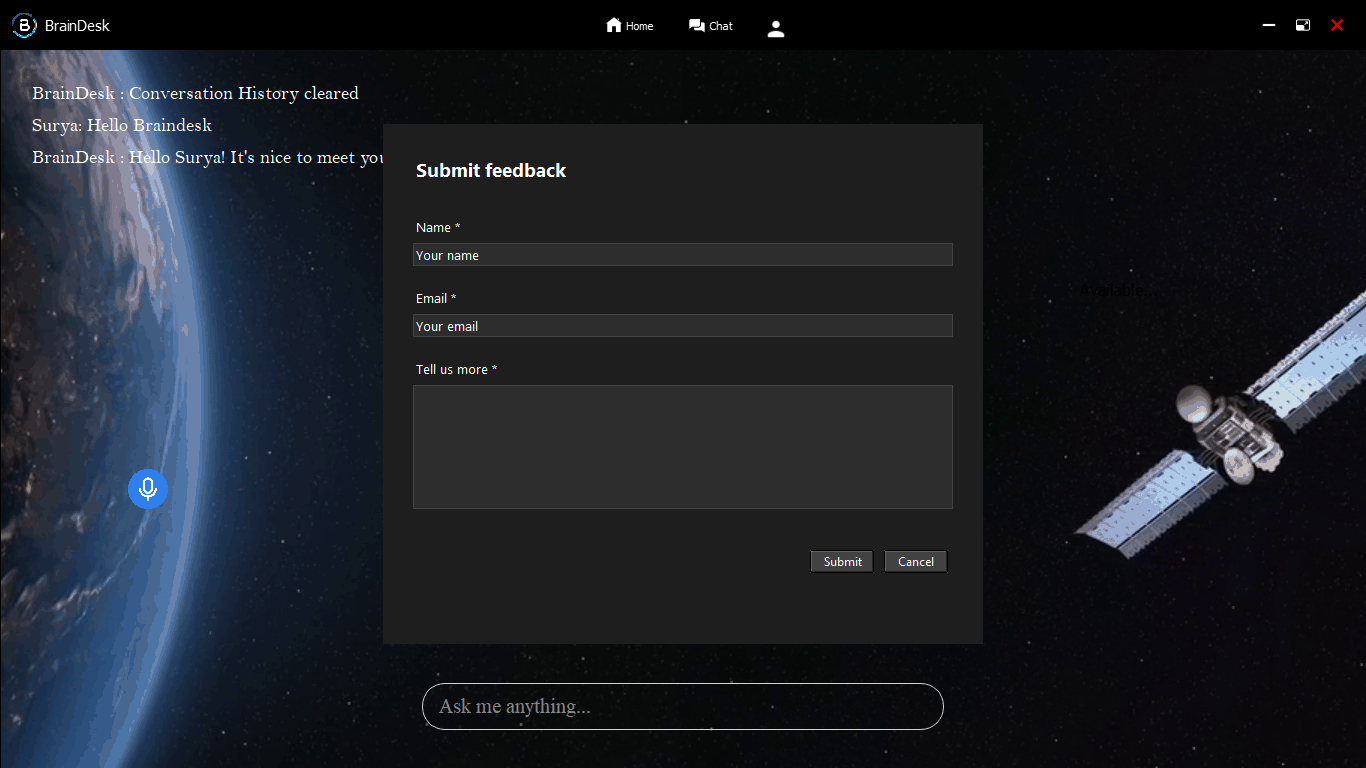 BrainDesk
Home
Chat
BrainDesk : Conversation History cleared
Surya: Hello Braindesk
BrainDesk : Hello Surya! It's nice to meet you
Submit feedback
Name *
Your name
Email *
Your email
Available...
Tell us more *
Submit
Cancel
Ask me anything...